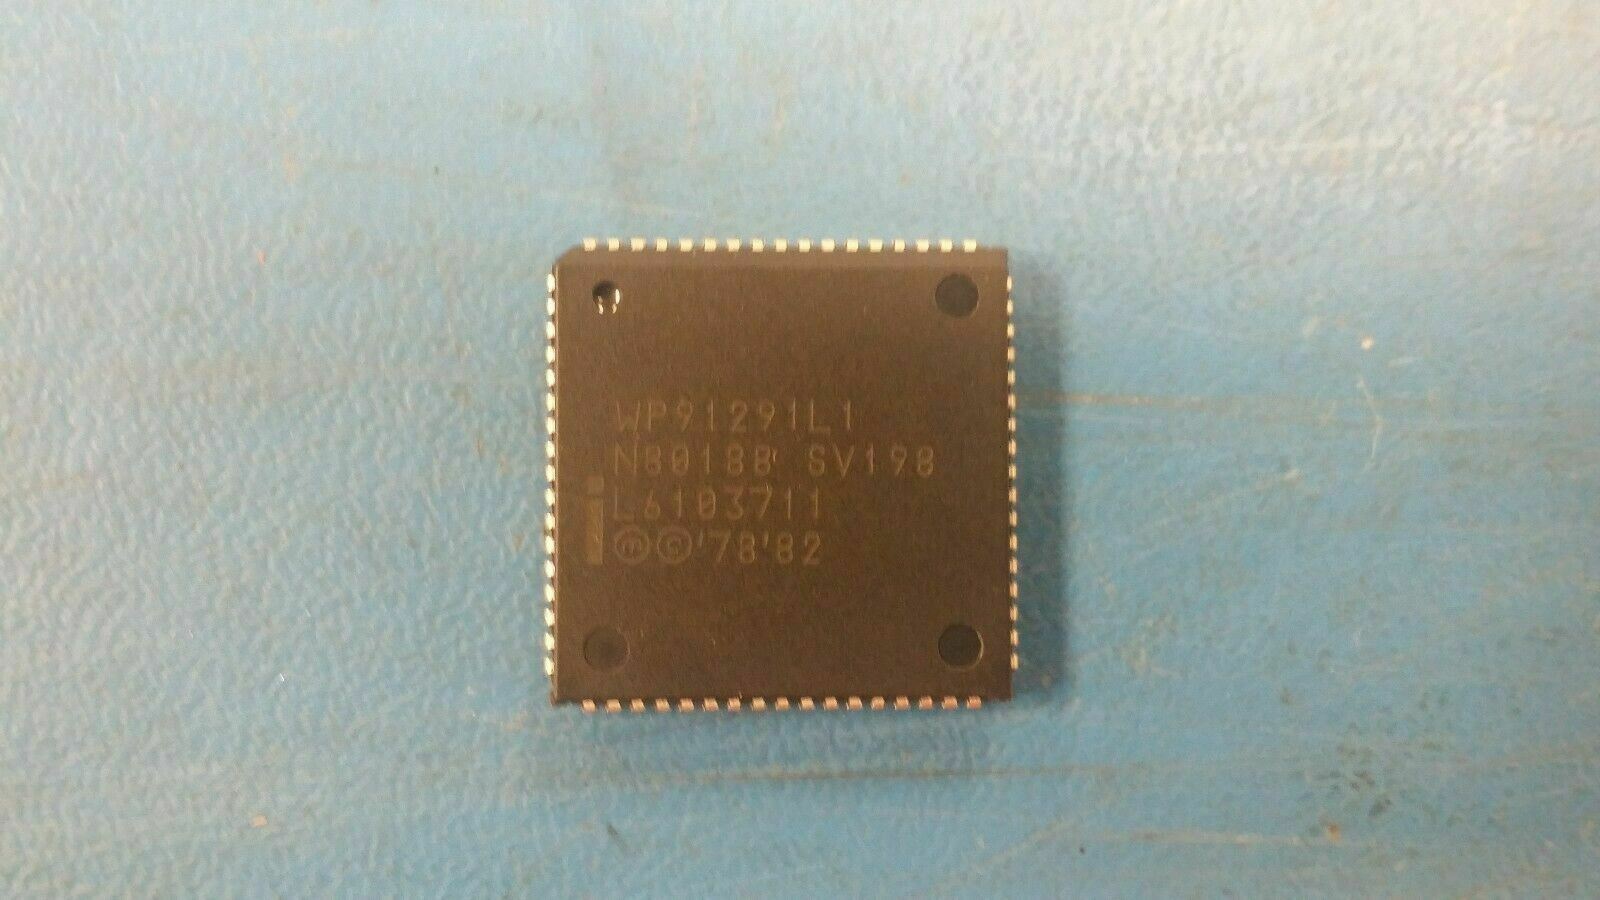 WP91291L1
N80188 SV198
L6103711
i ⓜ © '78'82